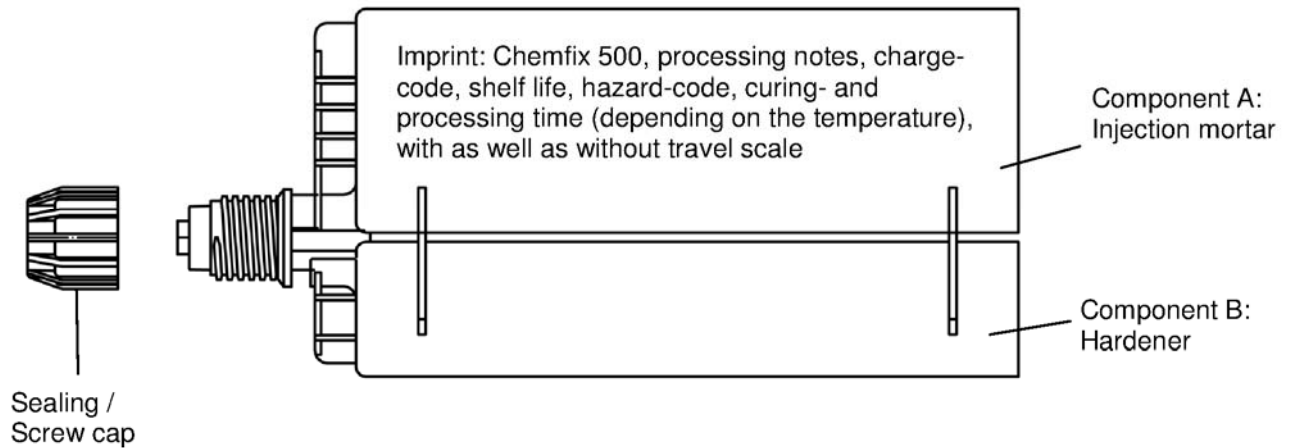 Imprint: Chemfix 500, processing notes, charge-
code, shelf life, hazard-code, curing- and
processing time (depending on the temperature),
with as well as without travel scale
Component A:
Injection mortar
Component B:
Hardener
Sealing /
Screw cap